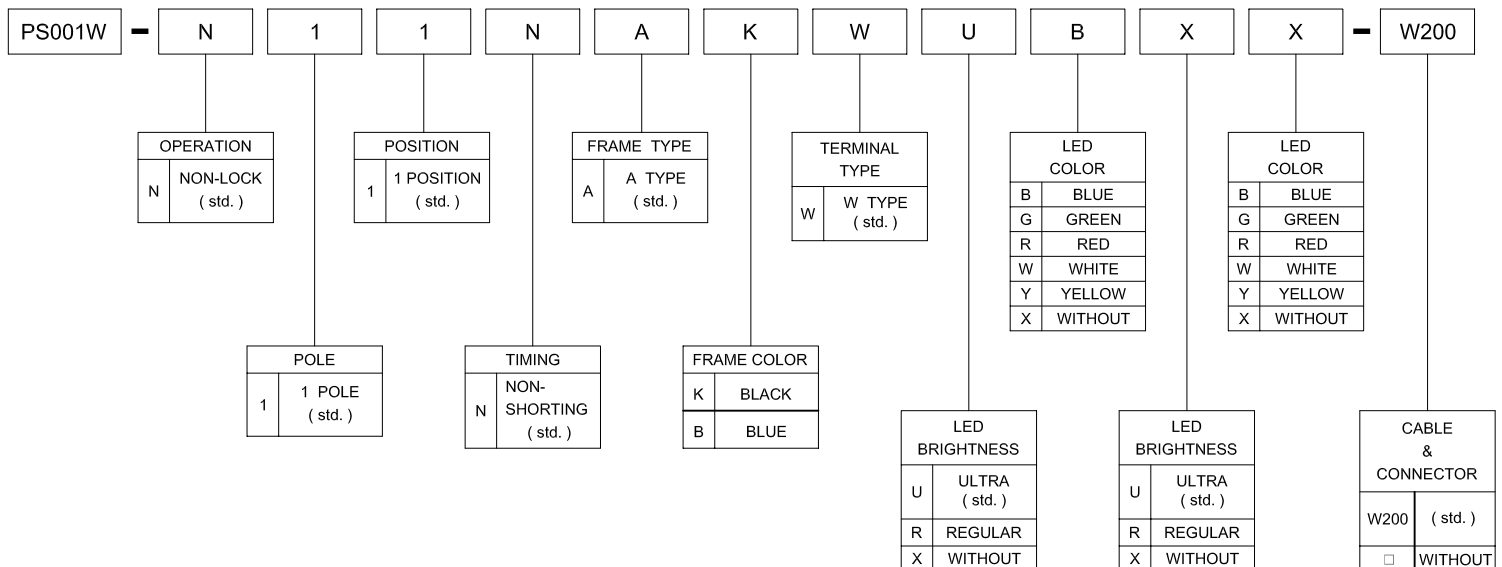 PS001W - N 1 1 N A K W U B X X - W200
OPERATION
N NON-LOCK
( std. )
POSITION
1 1 POSITION
( std. )
FRAME TYPE
A A TYPE
( std. )
TERMINAL
TYPE
W W TYPE
( std. )
LED
COLOR
B BLUE
G GREEN
R RED
W WHITE
Y YELLOW
X WITHOUT
LED
COLOR
B BLUE
G GREEN
R RED
W WHITE
Y YELLOW
X WITHOUT
POLE
1 1 POLE
( std. )
TIMING
N NON-
SHORTING
( std. )
FRAME COLOR
K BLACK
B BLUE
LED
BRIGHTNESS
U ULTRA
( std. )
R REGULAR
X WITHOUT
LED
BRIGHTNESS
U ULTRA
( std. )
R REGULAR
X WITHOUT
CABLE
&
CONNECTOR
W200 ( std. )
□ WITHOUT